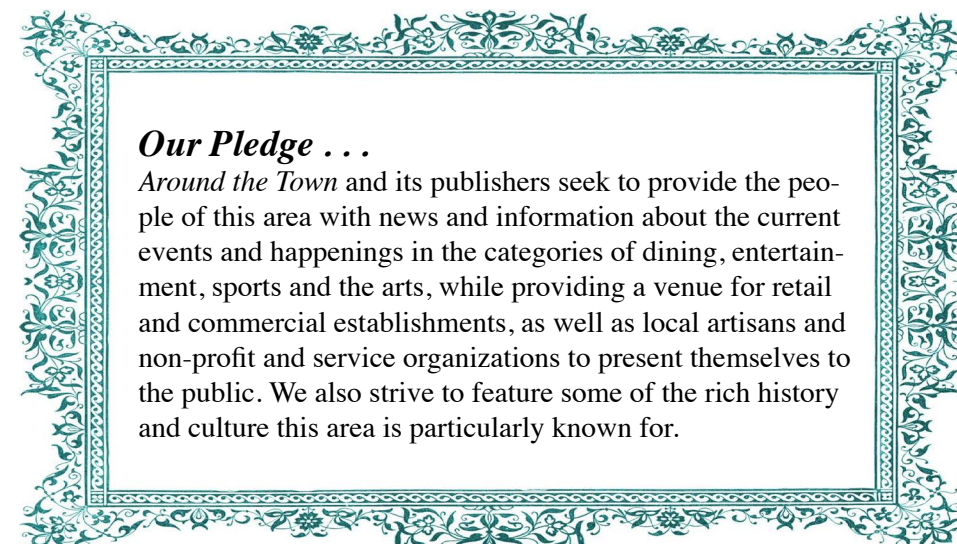 Our Pledge . . .
Around the Town and its publishers seek to provide the peo-
ple of this area with news and information about the current
events and happenings in the categories of dining, entertain-
ment, sports and the arts, while providing a venue for retail
and commercial establishments, as well as local artisans and
non-profit and service organizations to present themselves to
the public. We also strive to feature some of the rich history
and culture this area is particularly known for.